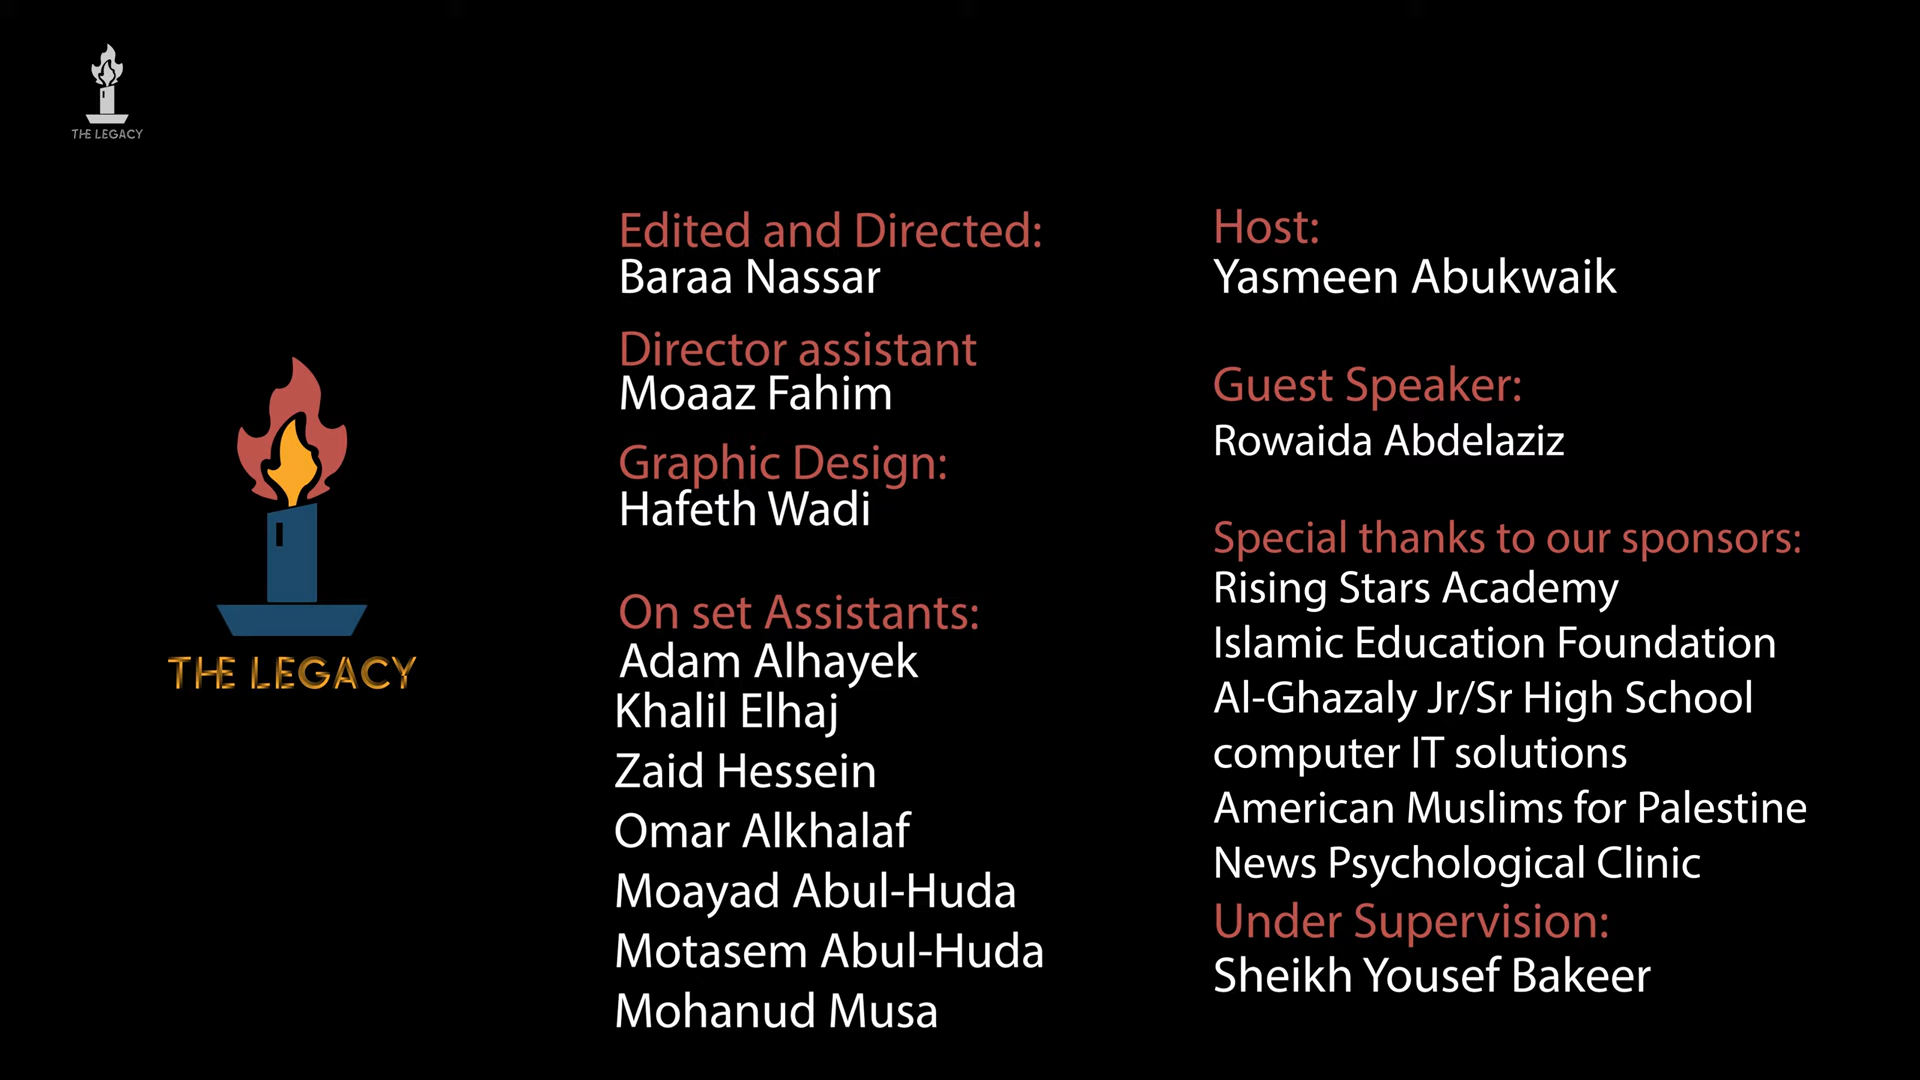 THE LEGACY
THE LEGACY
Edited and Directed:
Baraa Nassar
Director assistant
Moaaz Fahim
Graphic Design:
Hafeth Wadi
On set Assistants:
Adam Alhayek
Khalil Elhaj
Zaid Hessein
Omar Alkhalaf
Moayad Abul-Huda
Motasem Abul-Huda
Mohanud Musa
Host:
Yasmeen Abukwaik
Guest Speaker:
Rowaida Abdelaziz
Special thanks to our sponsors:
Rising Stars Academy
Islamic Education Foundation
Al-Ghazaly Jr/Sr High School
computer IT solutions
American Muslims for Palestine
News Psychological Clinic
Under Supervision:
Sheikh Yousef Bakeer